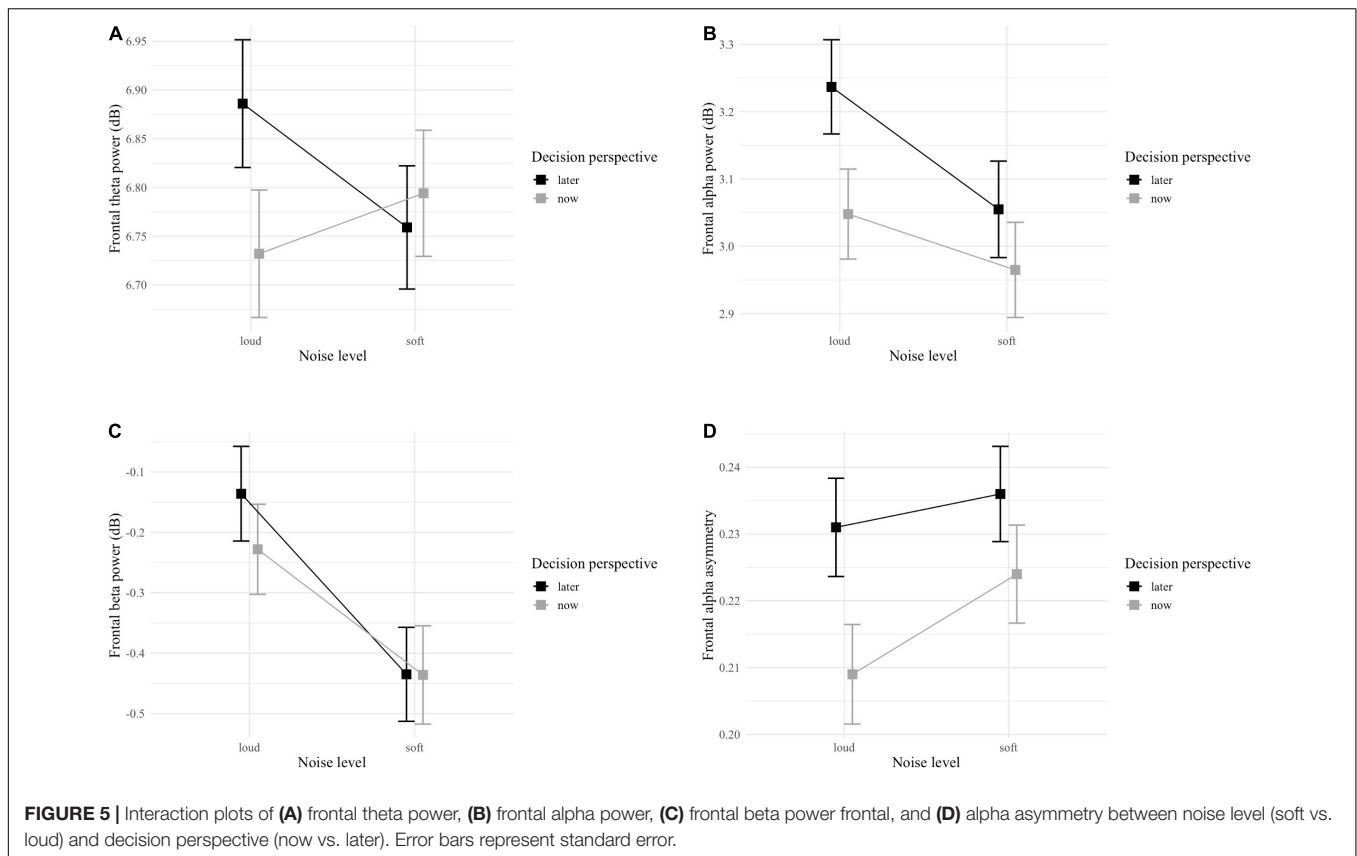 A
6.95
6.90
6.85
6.80
6.75
6.70
Frontal theta power (dB)
loud
soft
Noise level
Decision perspective
later
now
B
3.3
3.2
3.1
3.0
2.9
Frontal alpha power (dB)
loud
soft
Noise level
Decision perspective
later
now
C
-0.1
-0.2
-0.3
-0.4
-0.5
Frontal beta power (dB)
loud
soft
Noise level
Decision perspective
later
now
D
0.24
0.23
0.22
0.21
0.20
Frontal alpha asymmetry
loud
soft
Noise level
Decision perspective
later
now
FIGURE 5 | Interaction plots of (A) frontal theta power, (B) frontal alpha power, (C) frontal beta power frontal, and (D) alpha asymmetry between noise level (soft vs.
loud) and decision perspective (now vs. later). Error bars represent standard error.